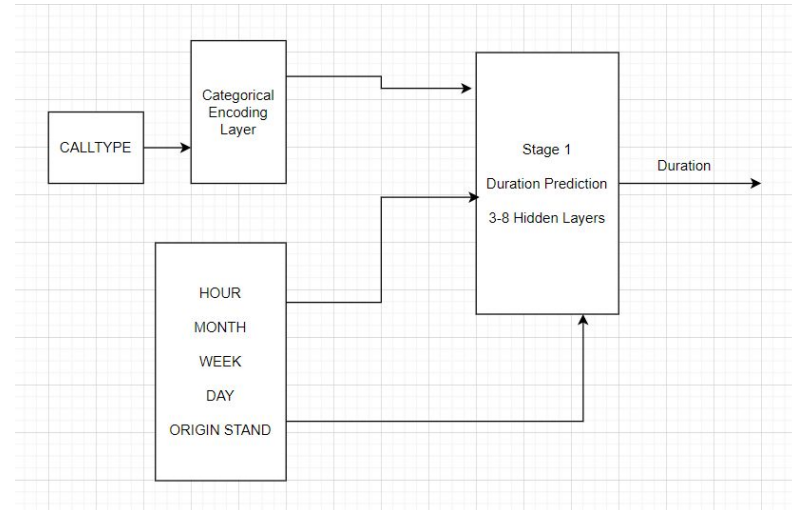 CALLTYPE
Categorical
Encoding
Layer
Stage 1
Duration Prediction
3-8 Hidden Layers
Duration
HOUR
MONTH
WEEK
DAY
ORIGIN STAND